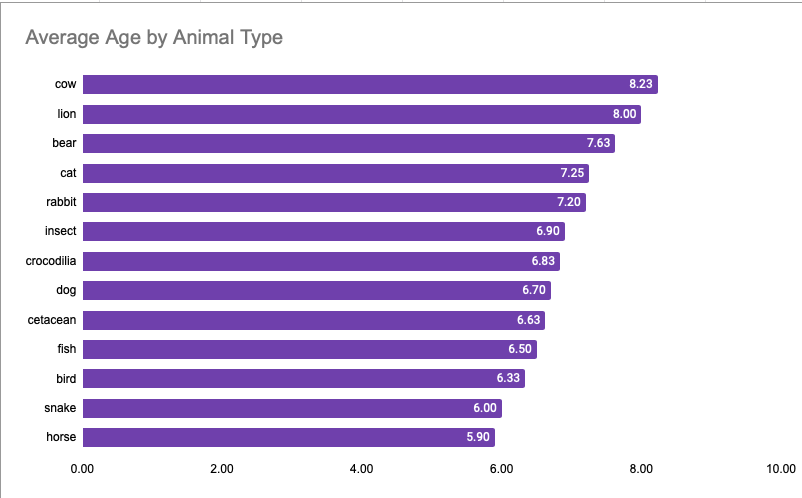 Average Age by Animal Type
cow 8.23
lion 8.00
bear 7.63
cat 7.25
rabbit 7.20
insect 6.90
crocodilia 6.83
dog 6.70
cetacean 6.63
fish 6.50
bird 6.33
snake 6.00
horse 5.90
0.00 2.00 4.00 6.00 8.00 10.00